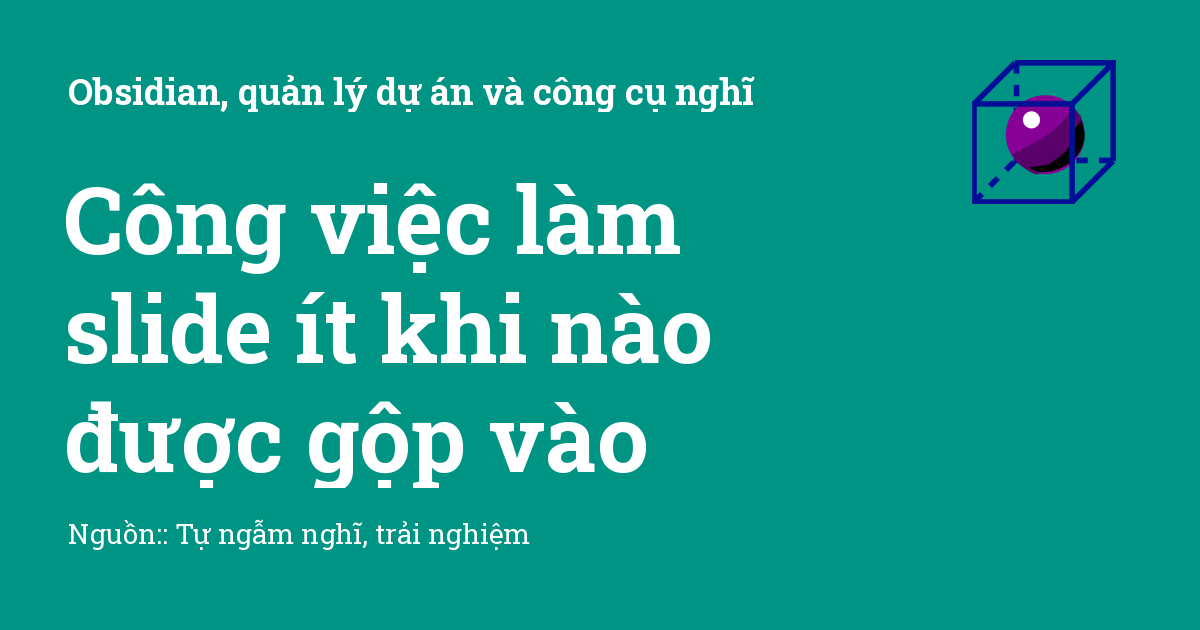 Obsidian, quản lý dự án và công cụ nghĩ
Công việc làm
slide ít khi nào
được gộp vào
Nguồn:: Tự ngẫm nghĩ, trải nghiệm